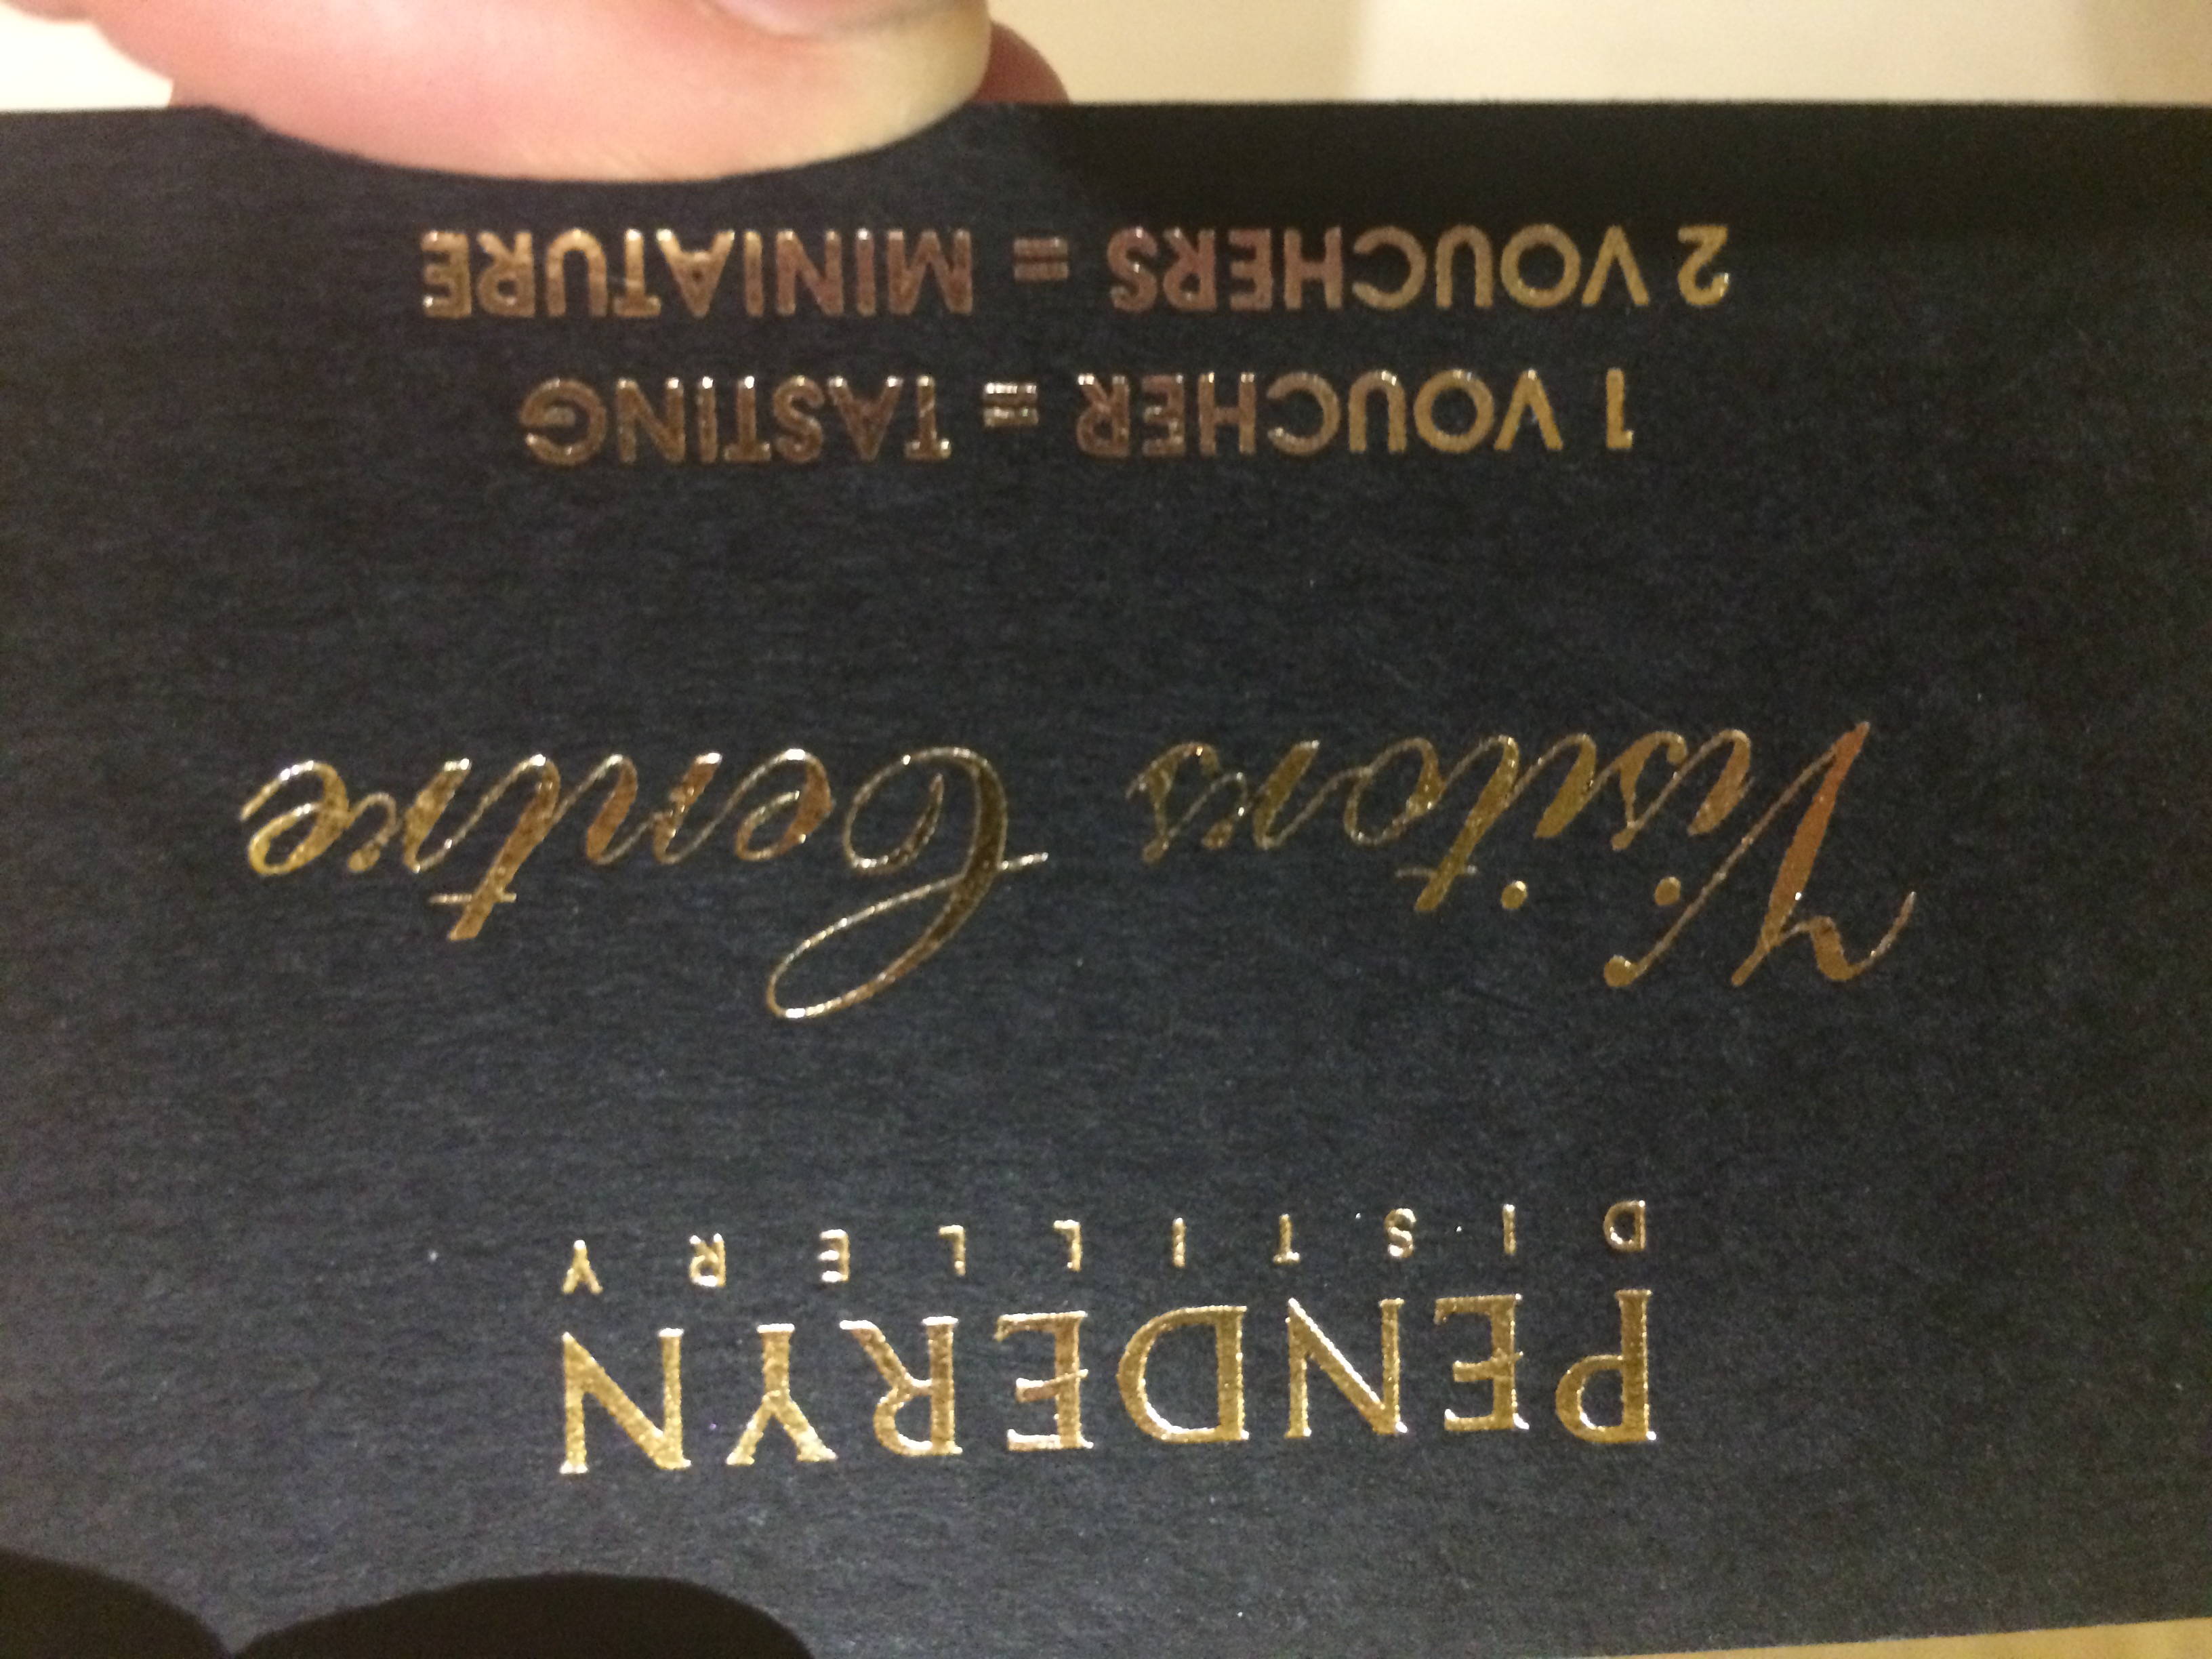 PENDERYN
DISTILLERY
Visitors Centre
1 VOUCHER = TASTING
2 VOUCHERS = MINIATURE